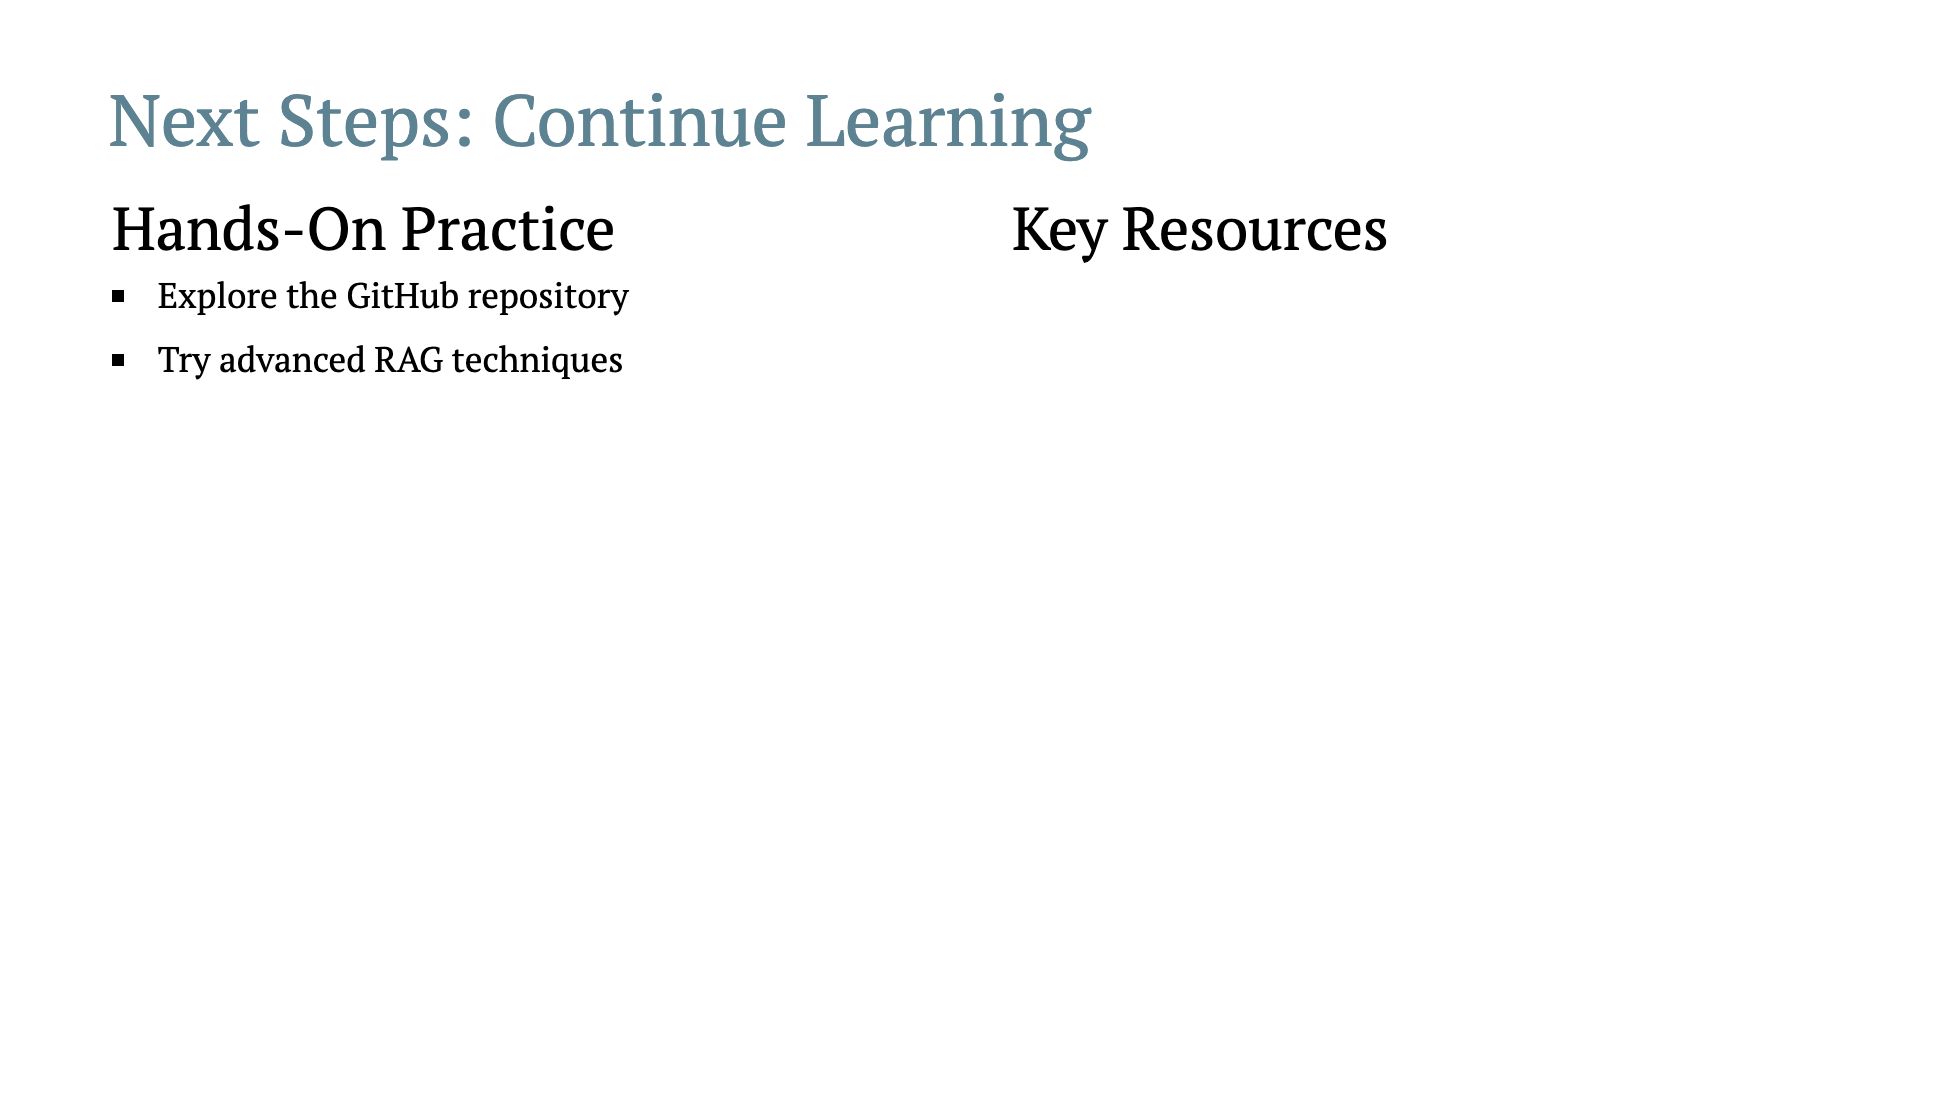 Next Steps: Continue Learning
Hands-On Practice
▪ Explore the GitHub repository
▪ Try advanced RAG techniques
Key Resources